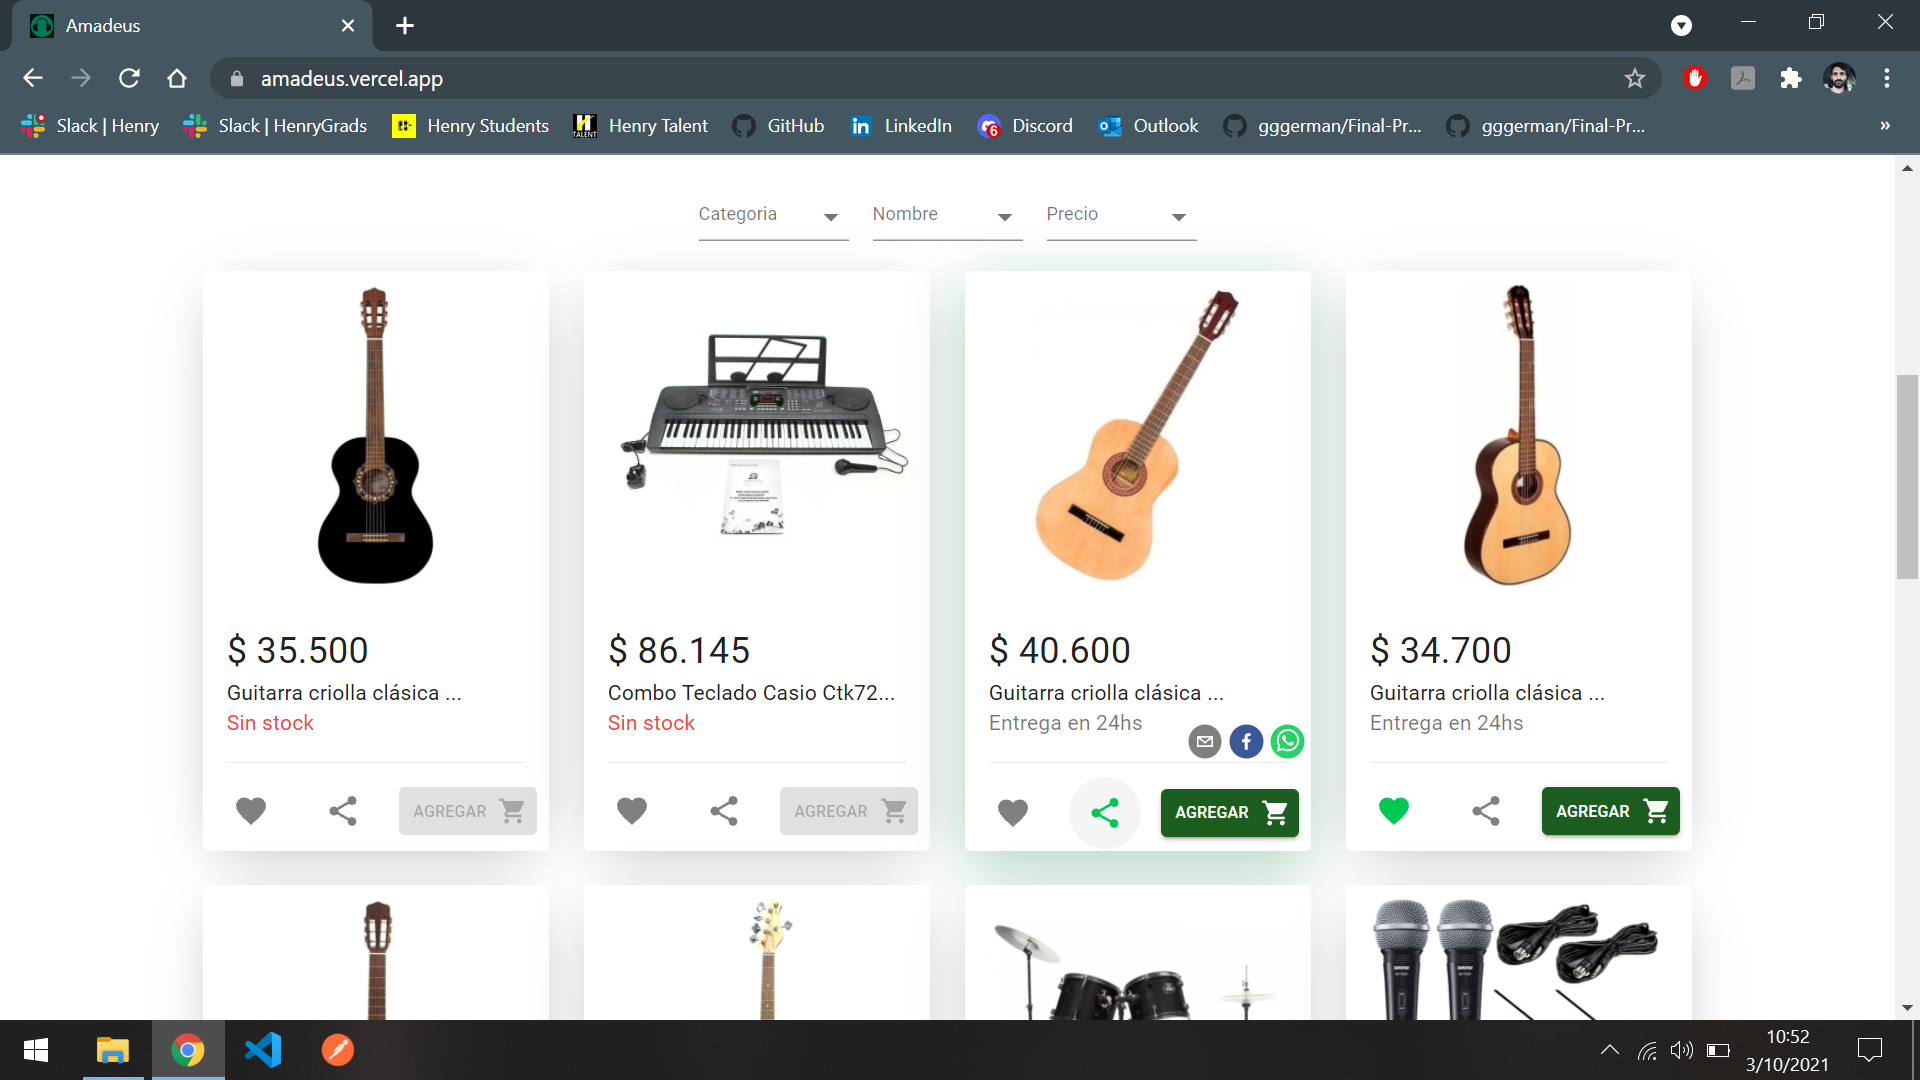 Amadeus
amadeus.vercel.app
Slack | Henry
Slack | HenryGrads
Henry Students
Henry Talent
GitHub
LinkedIn
Discord
Outlook
gggerman/Final-Pr...
gggerman/Final-Pr...
»
Categoria
Nombre
Precio
$ 35.500
Guitarra criolla clásica ...
Sin stock
AGREGAR
$ 86.145
Combo Teclado Casio Ctk72...
Sin stock
AGREGAR
$ 40.600
Guitarra criolla clásica ...
Entrega en 24hs
AGREGAR
$ 34.700
Guitarra criolla clásica ...
Entrega en 24hs
AGREGAR
10:52
3/10/2021